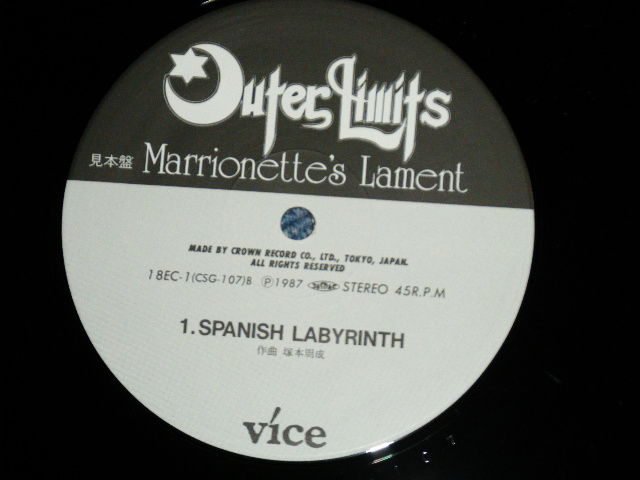 Outer Limits
見本盤 Marrionette's Lament
MADE BY CROWN RECORD CO., LTD., TOKYO, JAPAN.
ALL RIGHTS RESERVED
18EC-1(CSG-107)B Ⓟ1987 STEREO 45R.P.M
1. SPANISH LABYRINTH
作曲 塚本周成
vice